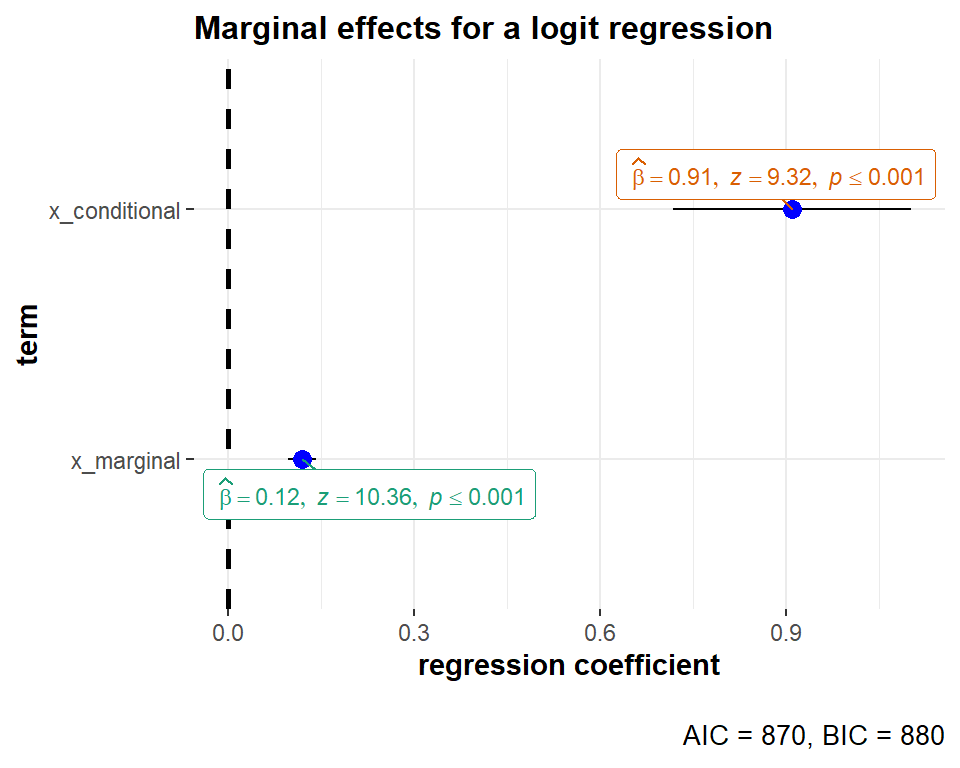 Marginal effects for a logit regression
β̂ = 0.91, z = 9.32, p ≤ 0.001
x_conditional
term
x_marginal
β̂ = 0.12, z = 10.36, p ≤ 0.001
0.0 0.3 0.6 0.9
regression coefficient
AIC = 870, BIC = 880